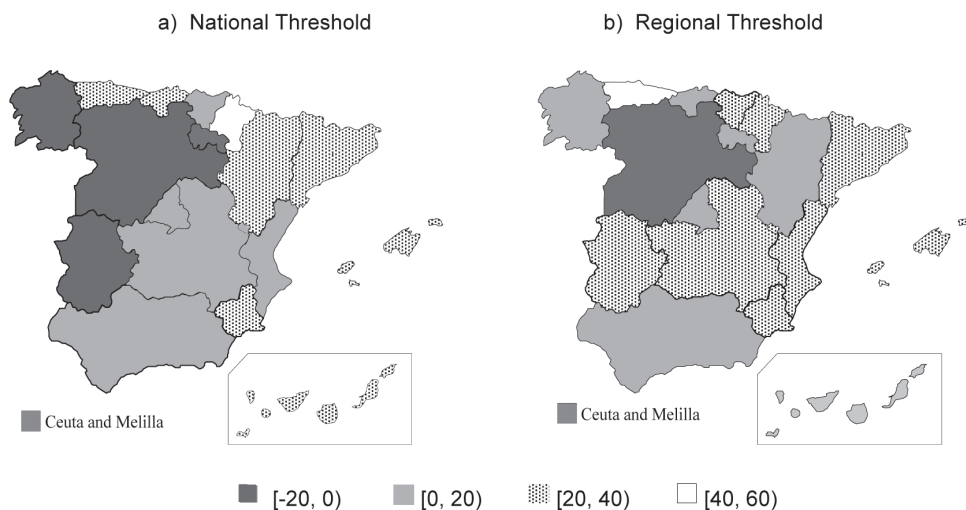 a) National Threshold
b) Regional Threshold
Ceuta and Melilla
Ceuta and Melilla
[-20, 0)
[0, 20)
[20, 40)
[40, 60)